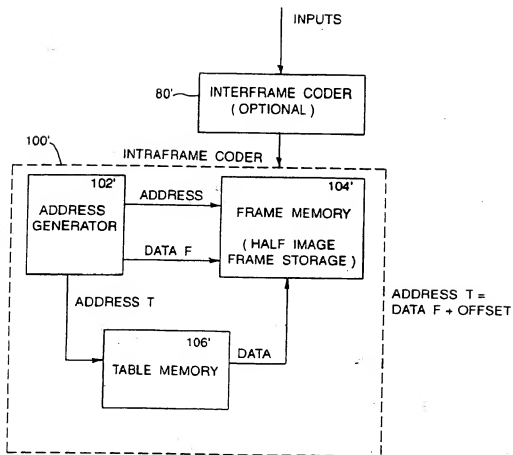 INPUTS
80'
INTERFRAME CODER
( OPTIONAL )
100'
INTRAFRAME CODER
102'
ADDRESS
GENERATOR
ADDRESS
DATA F
104'
FRAME MEMORY
( HALF IMAGE
FRAME STORAGE )
ADDRESS T
106'
TABLE MEMORY
DATA
ADDRESS T =
DATA F + OFFSET